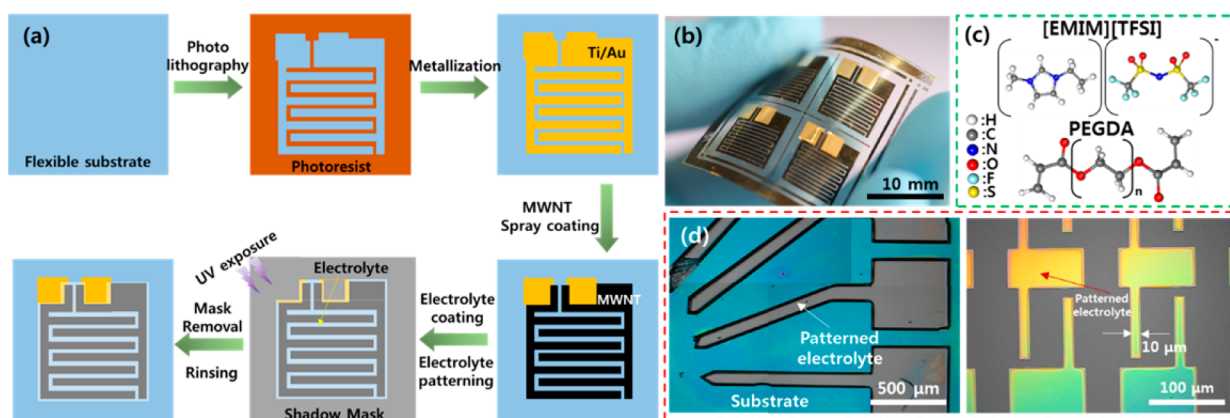 (a)
Photo
lithography
Flexible substrate
Photoresist
Metallization
Ti/Au
MWNT
Spray coating
MWNT
Electrolyte
coating
Electrolyte
patterning
UV exposure
Electrolyte
Shadow Mask
Mask
Removal
Rinsing
(b)
10 mm
(c)
[EMIM][TFSI]
-
:H
:C
:N
:O
:F
:S
PEGDA
n
(d)
Patterned
electrolyte
Substrate
500 μm
Patterned
electrolyte
10 μm
100 μm